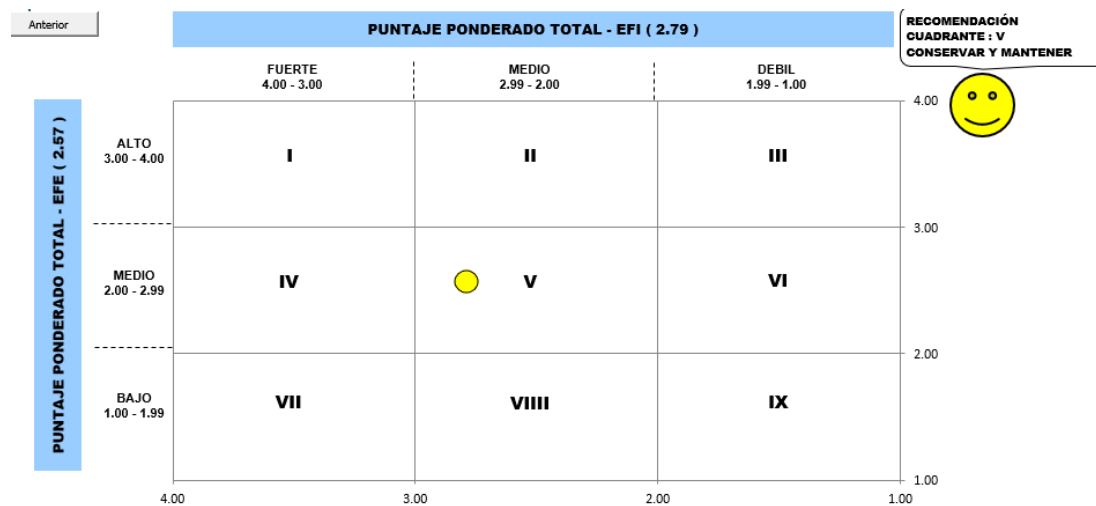 Anterior
PUNTAJE PONDERADO TOTAL - EFI ( 2.79 )
RECOMENDACIÓN
CUADRANTE : V
CONSERVAR Y MANTENER
FUERTE
4.00 - 3.00
MEDIO
2.99 - 2.00
DEBIL
1.99 - 1.00
PUNTAJE PONDERADO TOTAL - EFE ( 2.57 )
4.00
ALTO
3.00 - 4.00
I
II
III
3.00
MEDIO
2.00 - 2.99
IV
V
VI
2.00
BAJO
1.00 - 1.99
VII
VIIII
IX
1.00
4.00
3.00
2.00
1.00